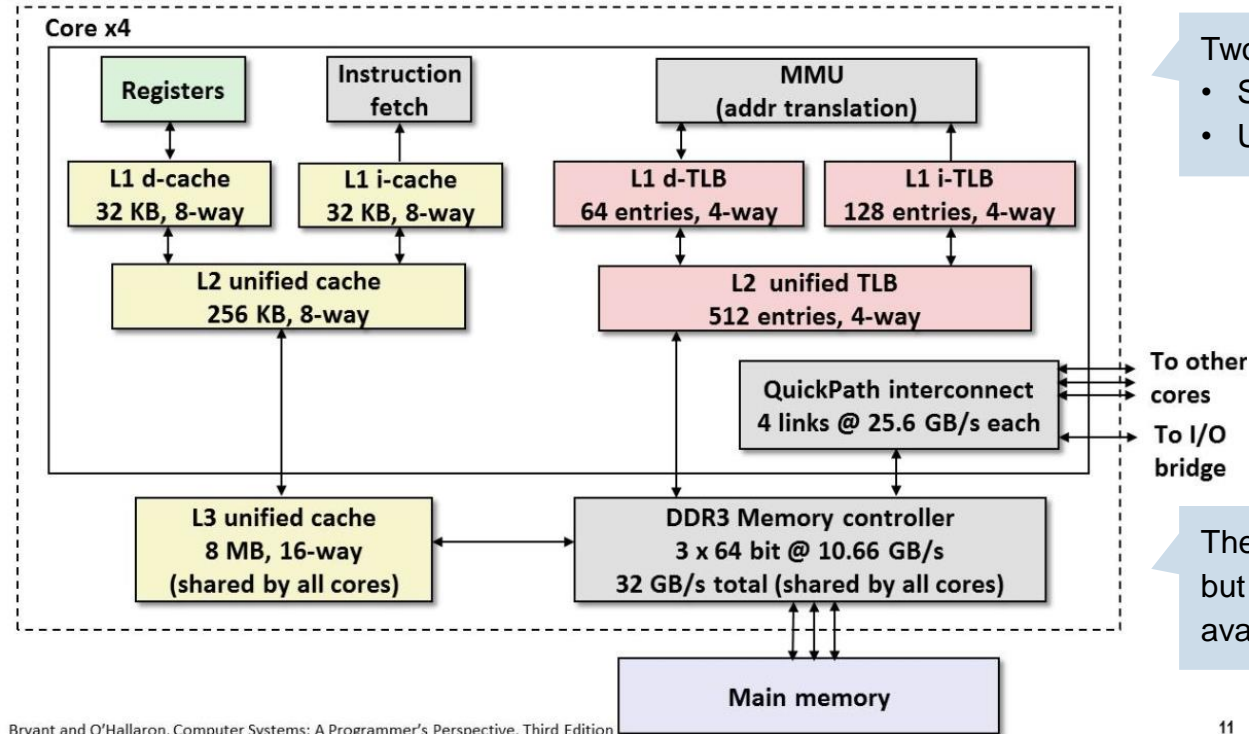 Core x4
Registers
Instruction
fetch
MMU
(addr translation)
L1 d-cache
32 KB, 8-way
L1 i-cache
32 KB, 8-way
L1 d-TLB
64 entries, 4-way
L1 i-TLB
128 entries, 4-way
L2 unified cache
256 KB, 8-way
L2 unified TLB
512 entries, 4-way
QuickPath interconnect
4 links @ 25.6 GB/s each
To other
cores
To I/O
bridge
L3 unified cache
8 MB, 16-way
(shared by all cores)
DDR3 Memory controller
3 x 64 bit @ 10.66 GB/s
32 GB/s total (shared by all cores)
Main memory
Two
• S
• U
The
but
ava
Bryant and O'Hallaron, Computer Systems: A Programmer's Perspective, Third Edition
11